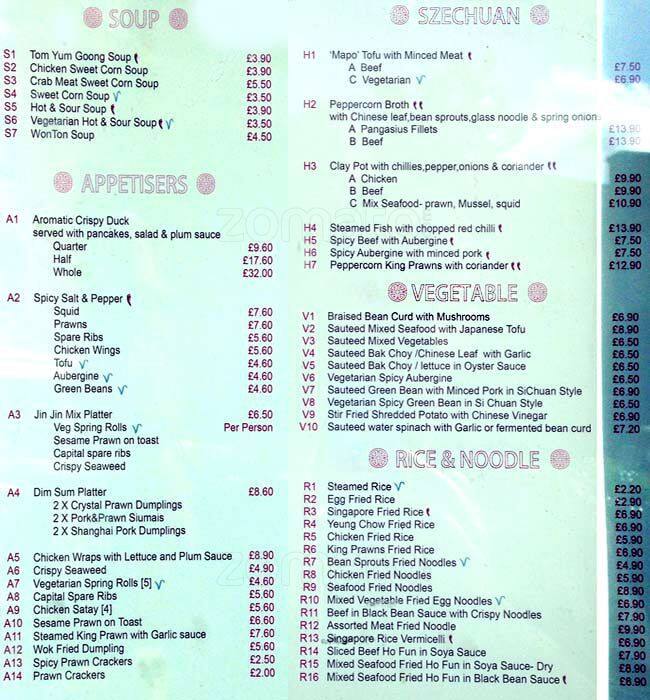 SOUP
S1 Tom Yum Goong Soup £3.90
S2 Chicken Sweet Corn Soup £3.90
S3 Crab Meat Sweet Corn Soup £5.50
S4 Sweet Corn Soup V £3.50
S5 Hot & Sour Soup £3.90
S6 Vegetarian Hot & Sour Soup V £3.50
S7 WonTon Soup £4.50
APPETISERS
A1 Aromatic Crispy Duck
served with pancakes, salad & plum sauce
Quarter £9.60
Half £17.60
Whole £32.00
A2 Spicy Salt & Pepper
Squid £7.60
Prawns £7.60
Spare Ribs £5.60
Chicken Wings £5.60
Tofu V £4.60
Aubergine V £4.60
Green Beans V £4.60
A3 Jin Jin Mix Platter £6.50
Veg Spring Rolls V Per Person
Sesame Prawn on toast
Capital spare ribs
Crispy Seaweed
A4 Dim Sum Platter £8.60
2 X Crystal Prawn Dumplings
2 X Pork&Prawn Siumais
2 X Shanghai Pork Dumplings
A5 Chicken Wraps with Lettuce and Plum Sauce £8.90
A6 Crispy Seaweed £4.90
A7 Vegetarian Spring Rolls [5] V £4.60
A8 Capital Spare Ribs £5.60
A9 Chicken Satay [4] £5.60
A10 Sesame Prawn on Toast £6.60
A11 Steamed King Prawn with Garlic sauce £7.60
A12 Wok Fried Dumpling £5.60
A13 Spicy Prawn Crackers £2.50
A14 Prawn Crackers £2.00
SZECHUAN
H1 'Mapo' Tofu with Minced Meat
A Beef £7.50
C Vegetarian V £6.90
H2 Peppercorn Broth
with Chinese leaf,bean sprouts,glass noodle & spring onions
A Pangasius Fillets £13.90
B Beef £13.90
H3 Clay Pot with chillies,pepper,onions & coriander
A Chicken £9.90
B Beef £9.90
C Mix Seafood- prawn, Mussel, squid £10.90
H4 Steamed Fish with chopped red chilli £13.90
H5 Spicy Beef with Aubergine £7.50
H6 Spicy Aubergine with minced pork £7.50
H7 Peppercorn King Prawns with coriander £12.90
VEGETABLE
V1 Braised Bean Curd with Mushrooms £6.90
V2 Sauteed Mixed Seafood with Japanese Tofu £8.90
V3 Sauteed Mixed Vegetables £6.50
V4 Sauteed Bak Choy /Chinese Leaf with Garlic £6.50
V5 Sauteed Bak Choy / lettuce in Oyster Sauce £6.50
V6 Vegetarian Spicy Aubergine £6.50
V7 Sauteed Green Bean with Minced Pork in SiChuan Style £6.90
V8 Vegetarian Spicy Green Bean in Si Chuan Style £6.50
V9 Stir Fried Shredded Potato with Chinese Vinegar £6.90
V10 Sauteed water spinach with Garlic or fermented bean curd £7.20
RICE & NOODLE
R1 Steamed Rice V £2.20
R2 Egg Fried Rice £2.90
R3 Singapore Fried Rice £6.90
R4 Yeung Chow Fried Rice £6.90
R5 Chicken Fried Rice £5.90
R6 King Prawns Fried Rice £6.90
R7 Bean Sprouts Fried Noodles V £4.90
R8 Chicken Fried Noodles £5.90
R9 Seafood Fried Noodles £8.90
R10 Mixed Vegetable Fried Egg Noodles V £6.90
R11 Beef in Black Bean Sauce with Crispy Noodles £7.90
R12 Assorted Meat Fried Noodle £9.90
R13 Singapore Rice Vermicelli £6.90
R14 Sliced Beef Ho Fun in Soya Sauce £7.90
R15 Mixed Seafood Fried Ho Fun in Soya Sauce- Dry £8.90
R16 Mixed Seafood Fried Ho Fun in Black Bean Sauce £8.90
zomato